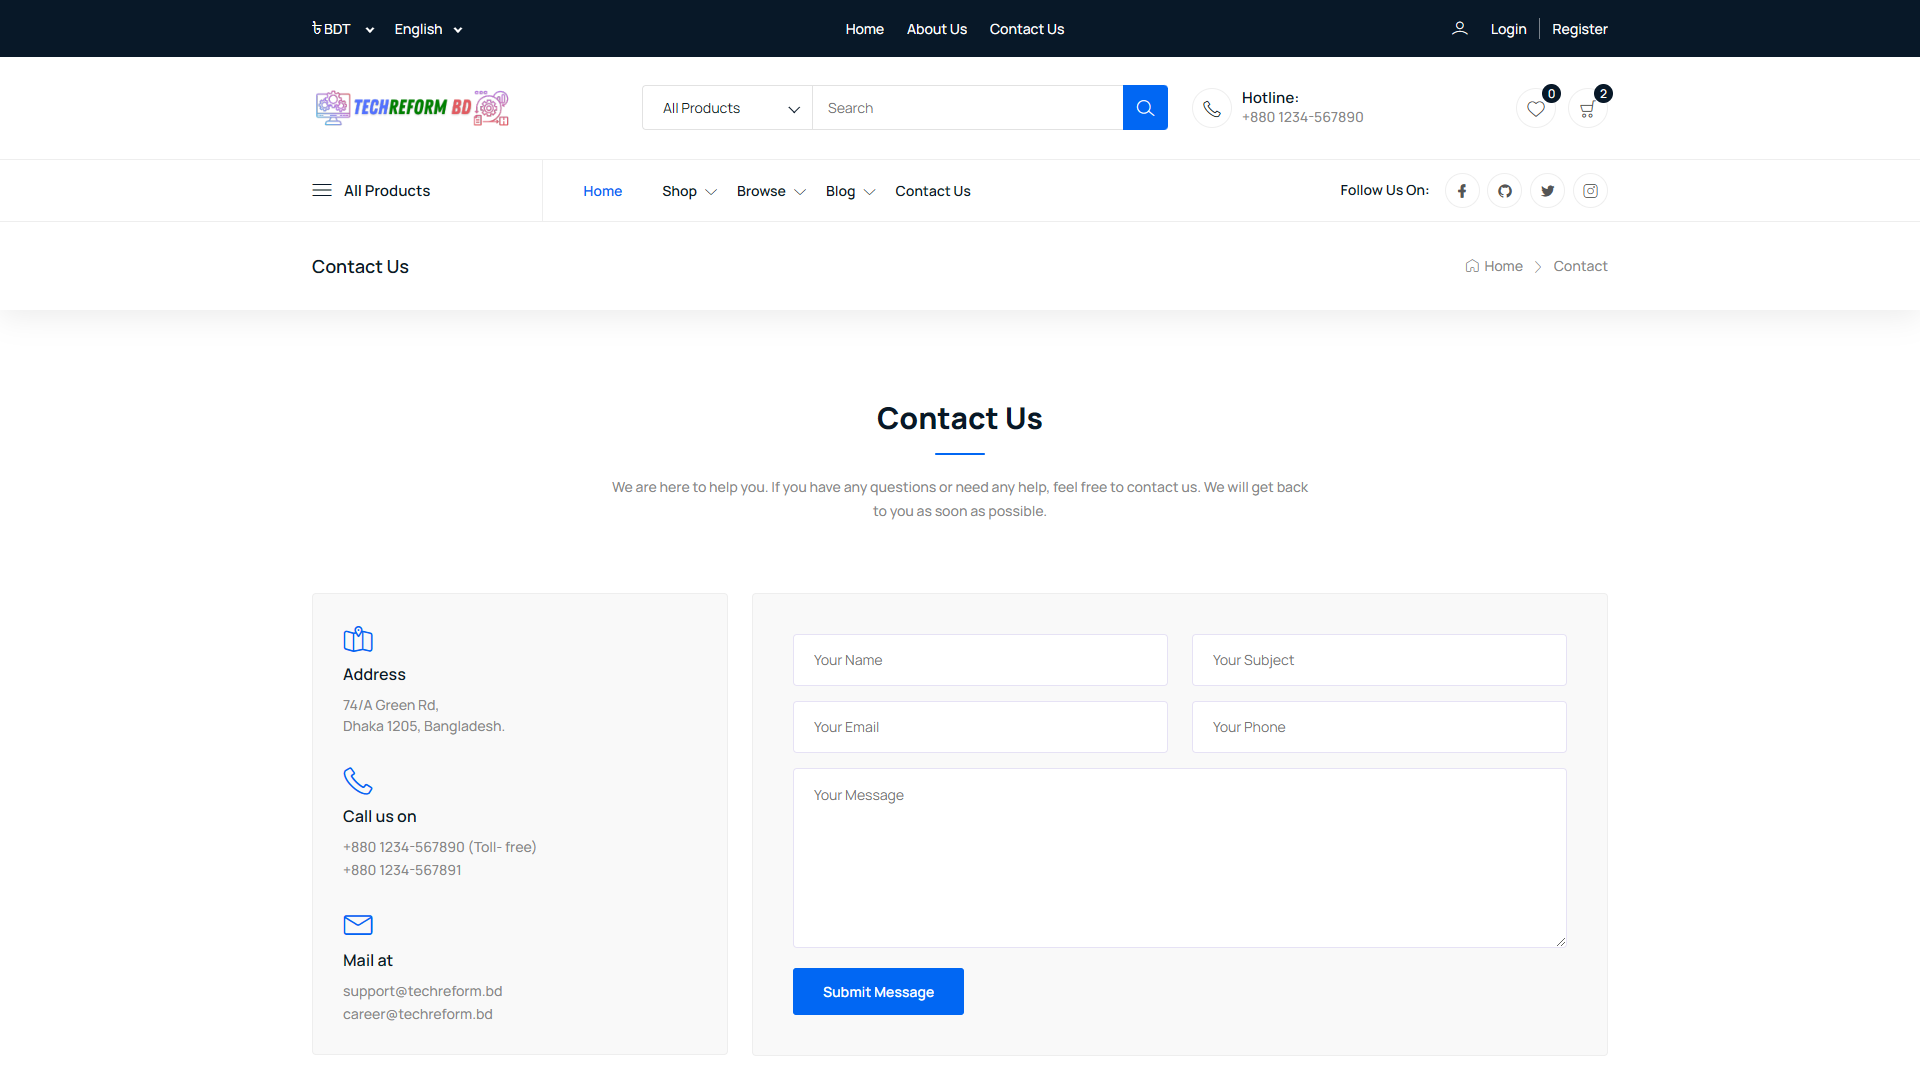 ৳ BDT English Home About Us Contact Us Login Register
TECHREFORM BD All Products Search Hotline: 0 2
+880 1234-567890
All Products Home Shop Browse Blog Contact Us Follow Us On:
Contact Us Home Contact
Contact Us
We are here to help you. If you have any questions or need any help, feel free to contact us. We will get back
to you as soon as possible.
Address
74/A Green Rd,
Dhaka 1205, Bangladesh.
Call us on
+880 1234-567890 (Toll- free)
+880 1234-567891
Mail at
support@techreform.bd
career@techreform.bd
Your Name Your Subject
Your Email Your Phone
Your Message
Submit Message